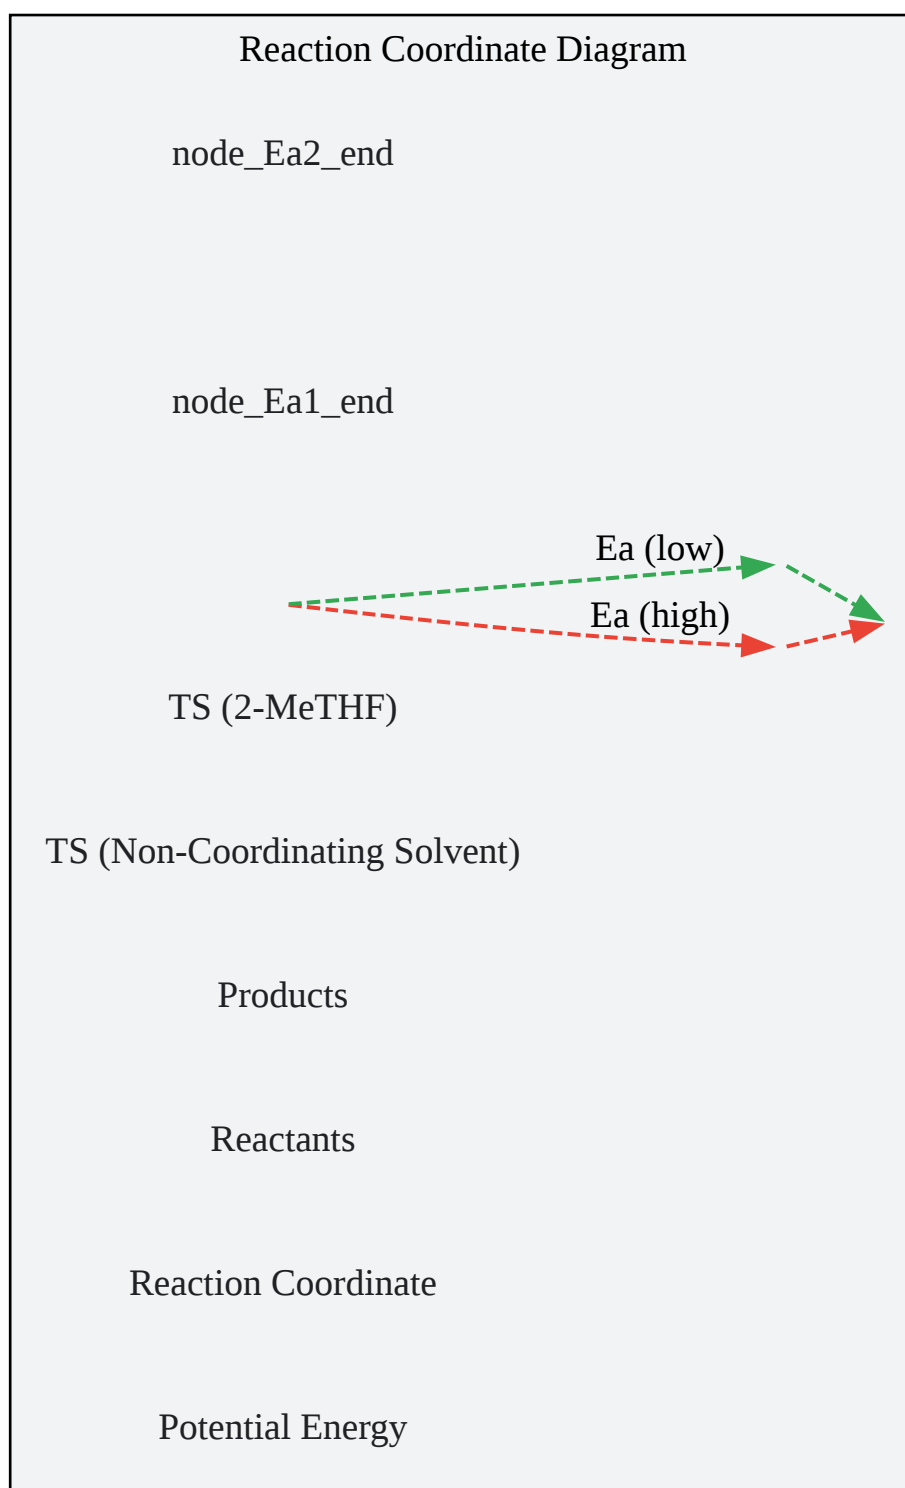 Reaction Coordinate Diagram
node_Ea2_end
node_Ea1_end
Ea (low)
Ea (high)
TS (2-MeTHF)
TS (Non-Coordinating Solvent)
Products
Reactants
Reaction Coordinate
Potential Energy